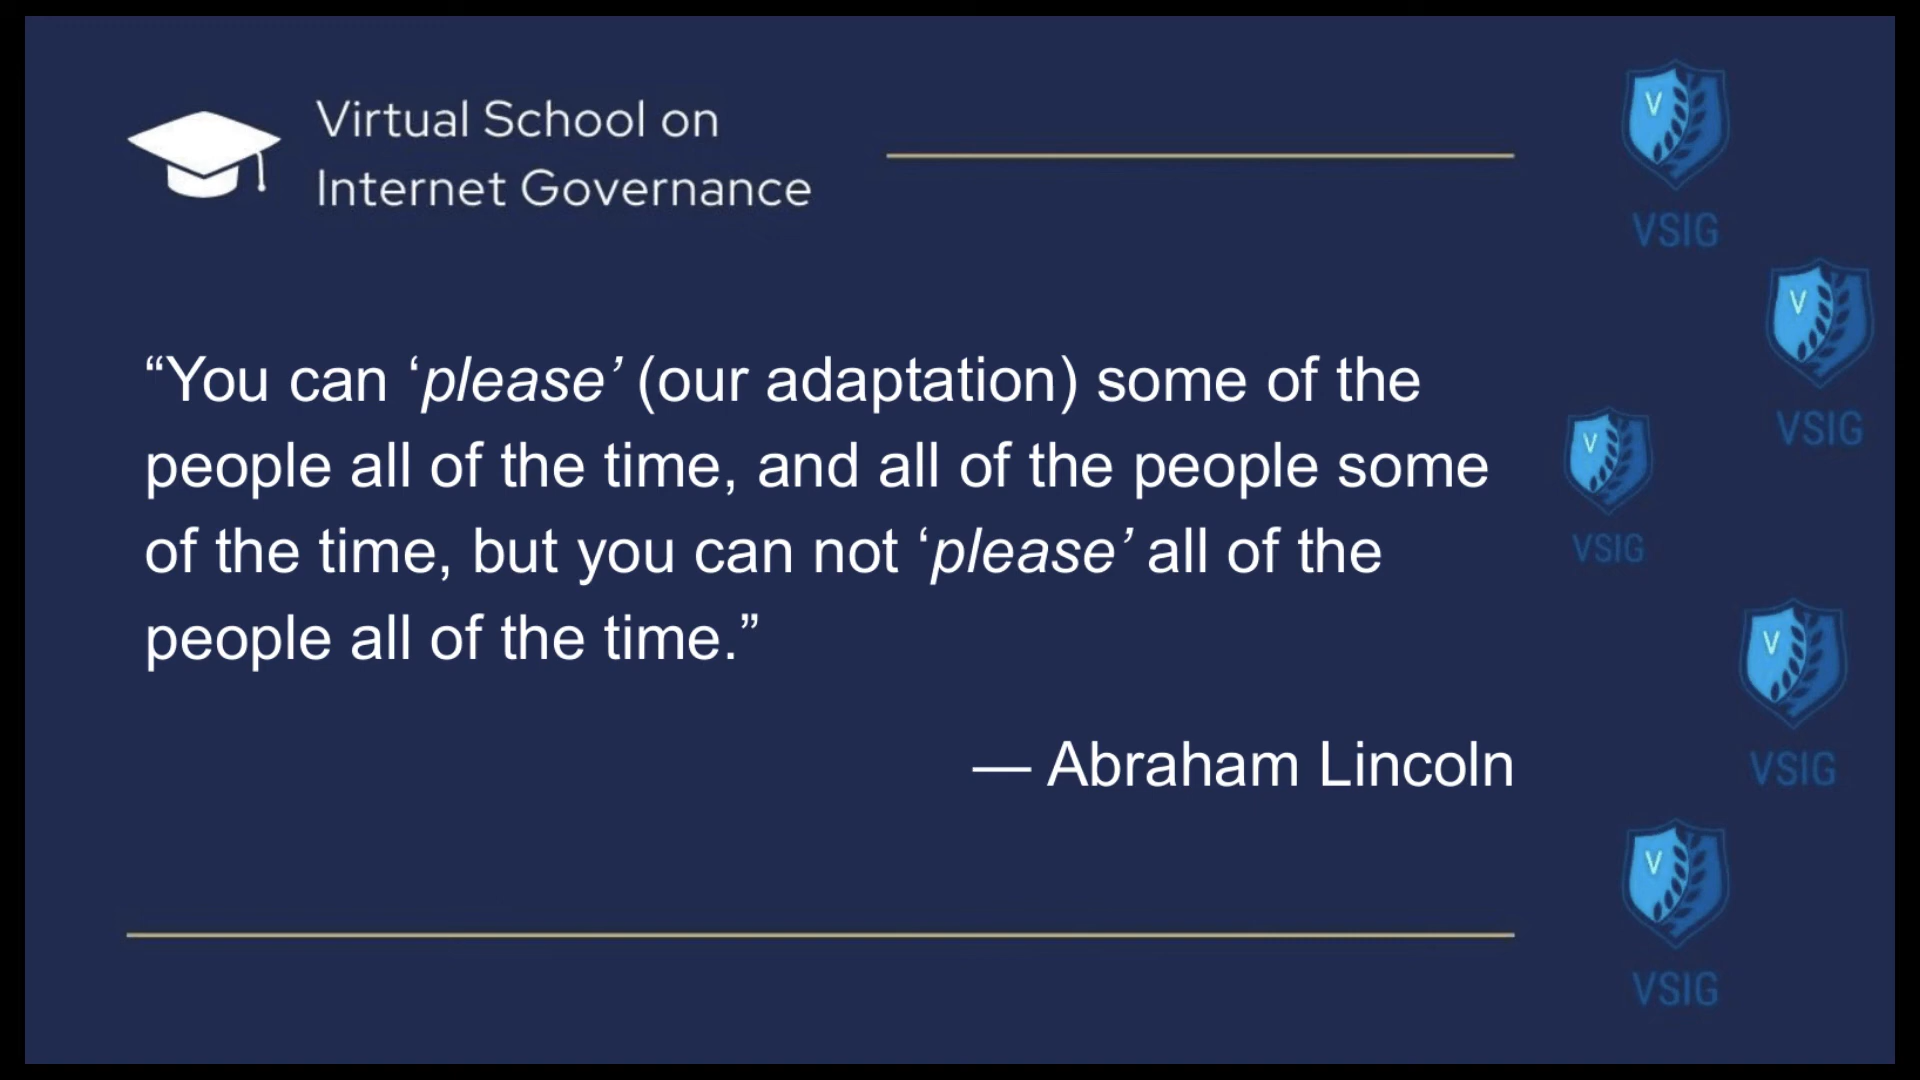 Virtual School on
Internet Governance
“You can ‘please’ (our adaptation) some of the
people all of the time, and all of the people some
of the time, but you can not ‘please’ all of the
people all of the time.”
— Abraham Lincoln
V
VSIG
V
VSIG
V
VSIG
V
VSIG
V
VSIG